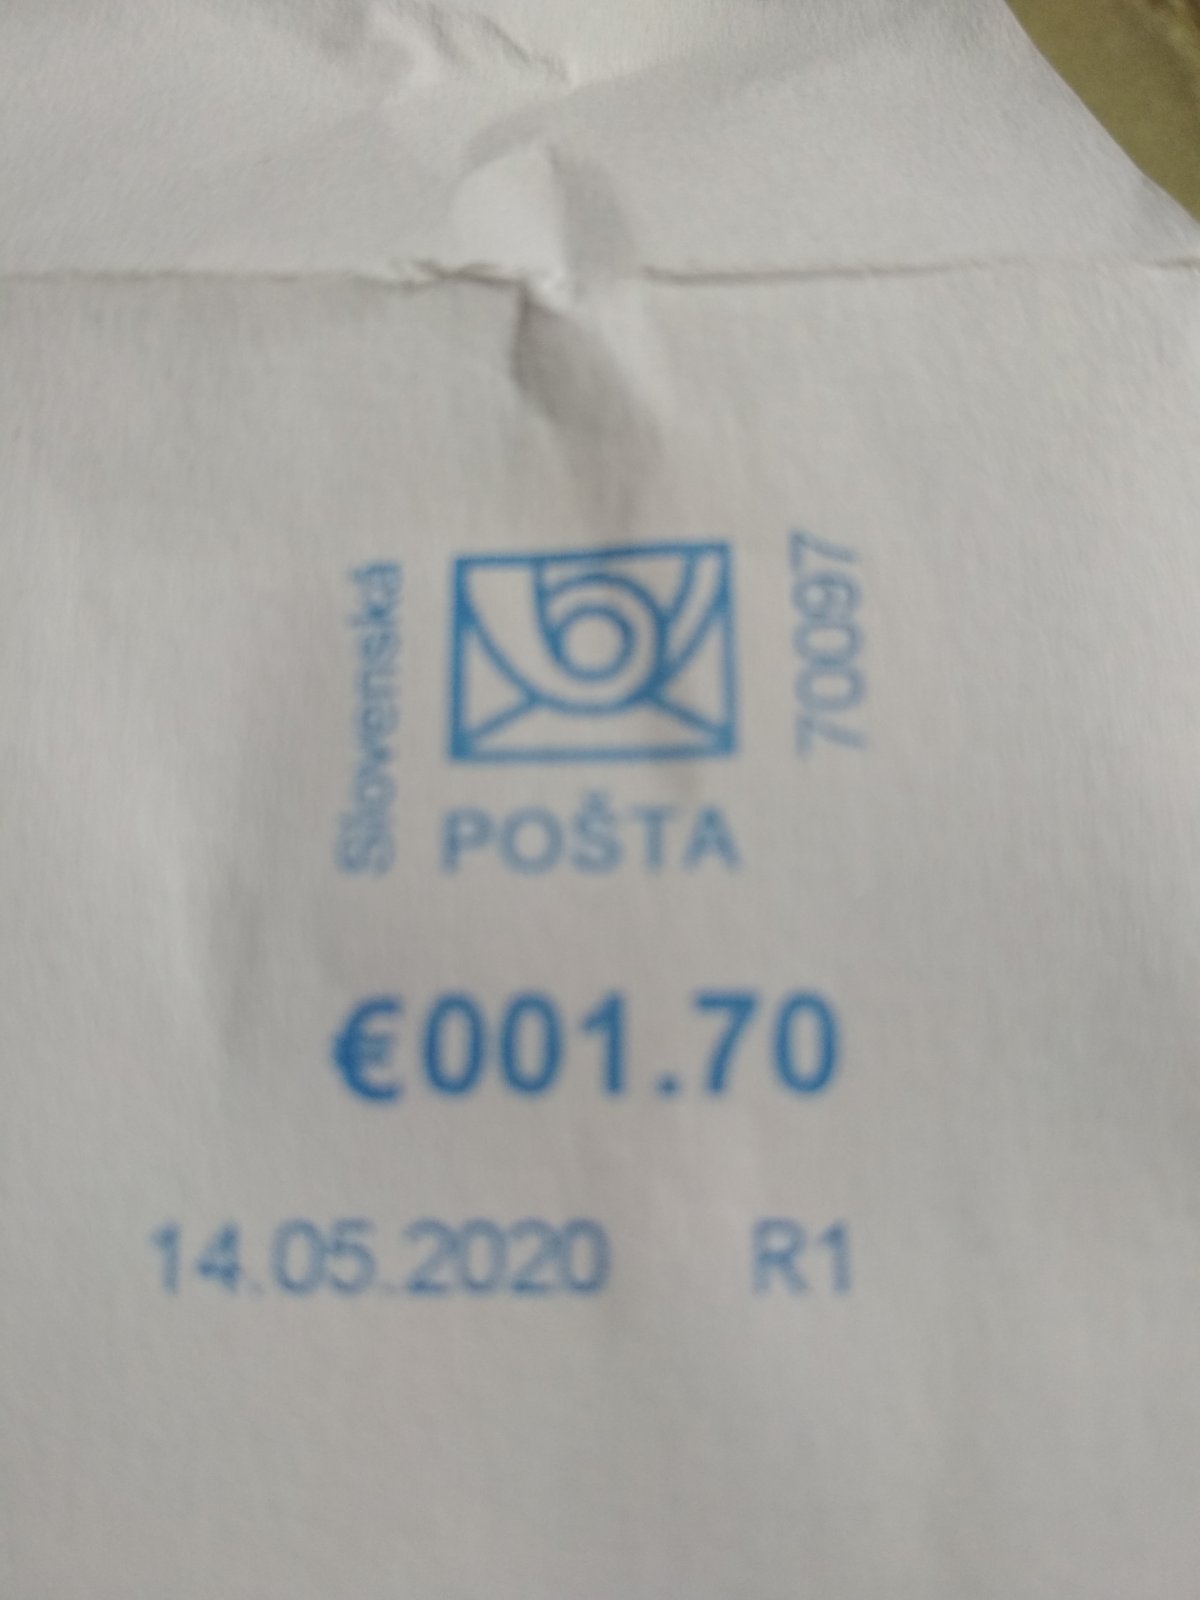 Slovenská
POŠTA
70097
€001.70
14.05.2020 R1